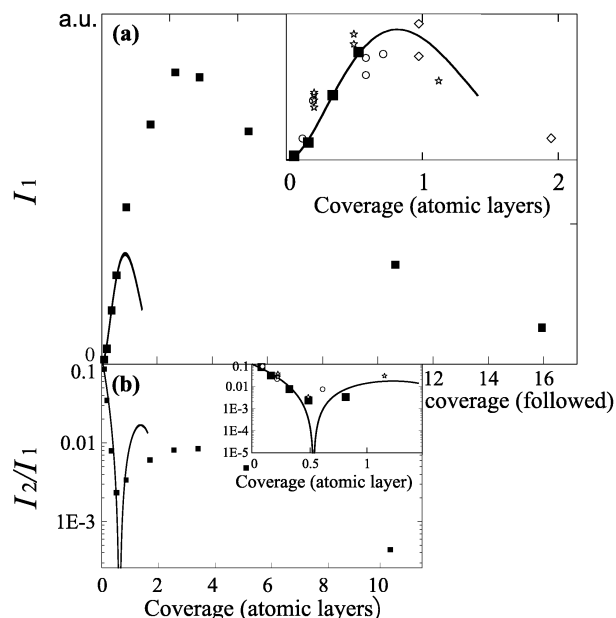 a.u.
(a)
I1
0
0 1 2
Coverage (atomic layers)
12 14 16
coverage (followed)
(b)
I2/I1
0.1
0.01
1E-3
0.1
0.01
1E-3
1E-4
1E-5
0 0.5 1
Coverage (atomic layer)
0 2 4 6 8 10
Coverage (atomic layers)